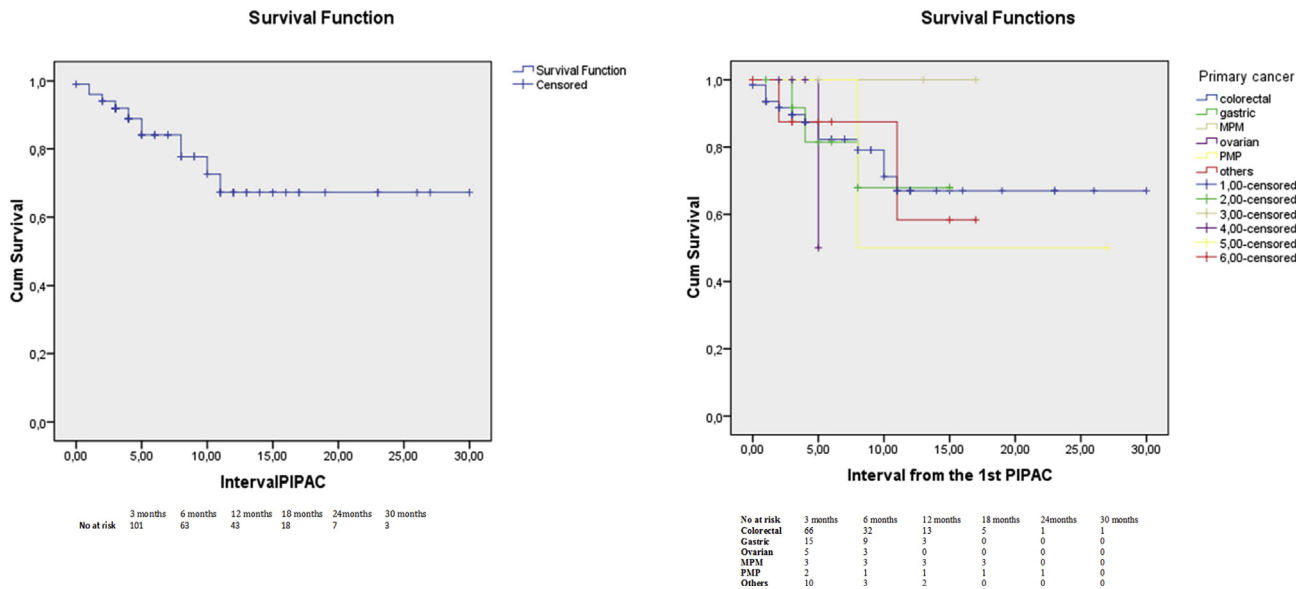 Survival Function
1,0
0,8
0,6
0,4
0,2
0,0
Cum Survival
0,00 5,00 10,00 15,00 20,00 25,00 30,00
IntervalPIPAC
Survival Function
Censored
3 months 6 months 12 months 18 months 24months 30 months
No at risk 101 63 43 18 7 3
Survival Functions
1,0
0,8
0,6
0,4
0,2
0,0
Cum Survival
0,00 5,00 10,00 15,00 20,00 25,00 30,00
Interval from the 1st PIPAC
Primary cancer
colorectal
gastric
MPM
ovarian
PMP
others
1,00-censored
2,00-censored
3,00-censored
4,00-censored
5,00-censored
6,00-censored
No at risk 3 months 6 months 12 months 18 months 24months 30 months
Colorectal 66 32 13 5 1 1
Gastric 15 9 3 0 0 0
Ovarian 5 3 0 0 0 0
MPM 3 3 3 3 0 0
PMP 2 1 1 1 1 0
Others 10 3 2 0 0 0